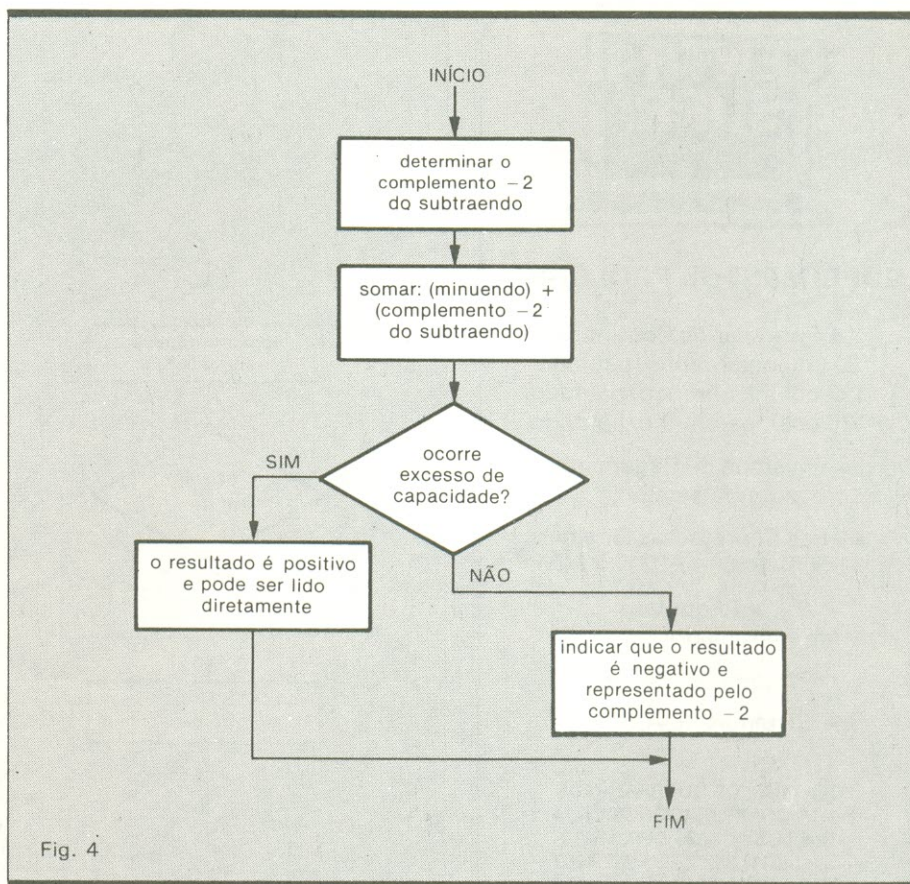 INÍCIO
determinar o
complemento –2
do subtraendo
somar: (minuendo) +
(complemento –2
do subtraendo)
ocorre
excesso de
capacidade?
SIM
o resultado é positivo
e pode ser lido
diretamente
NÃO
indicar que o resultado
é negativo e
representado pelo
complemento –2
FIM
Fig. 4